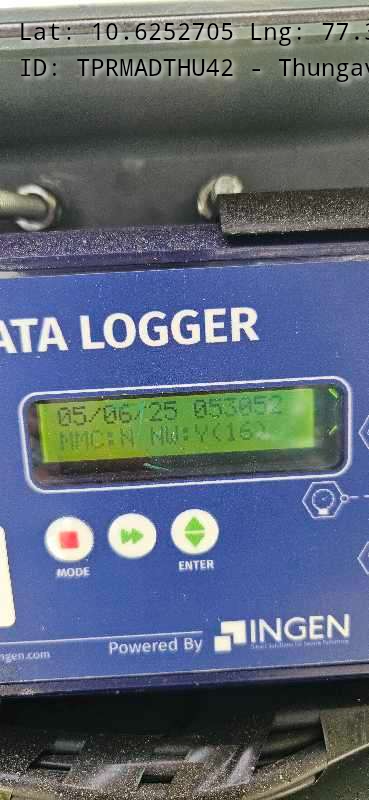 Lat: 10.6252705 Lng: 77.3
ID: TPRMADTHU42 - Thungav
ATA LOGGER
05/06/25 053052
MMC:N NW:Y(16)
MODE
ENTER
Powered By INGEN
ngen.com